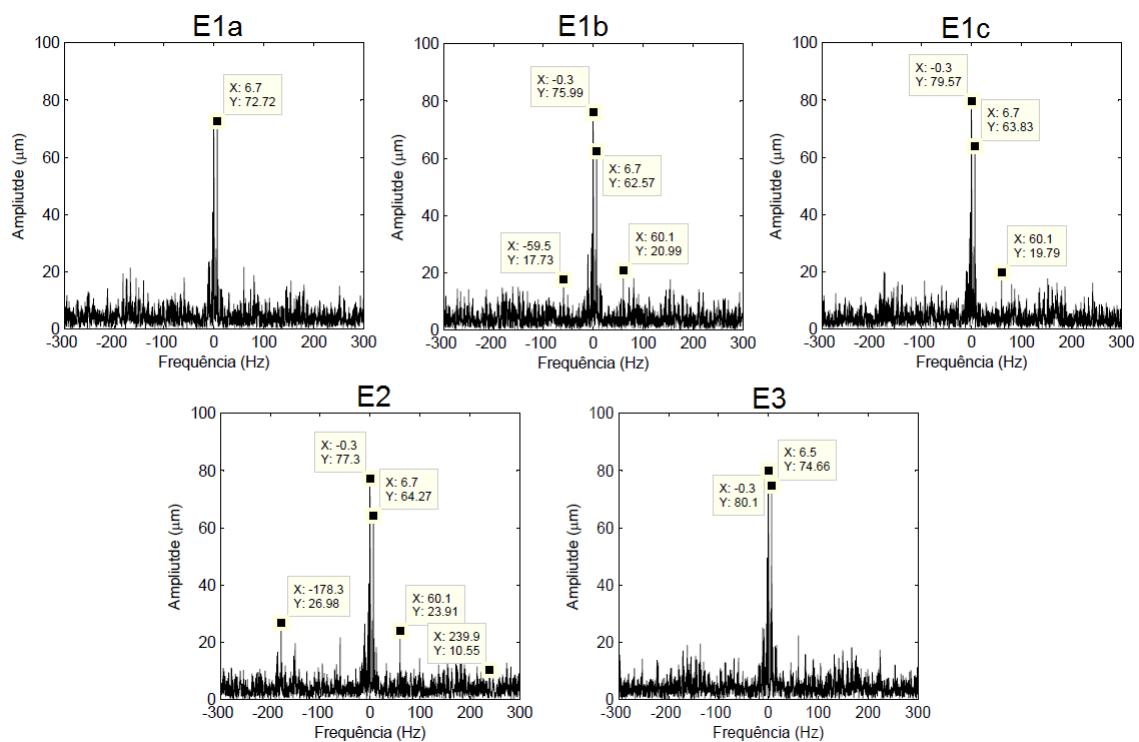 E1a
100
80
60
40
20
0
-300 -200 -100 0 100 200 300
Ampliutde (μm)
Frequência (Hz)
X: 6.7
Y: 72.72
E1b
100
80
60
40
20
0
-300 -200 -100 0 100 200 300
Ampliutde (μm)
Frequência (Hz)
X: -0.3
Y: 75.99
X: 6.7
Y: 62.57
X: -59.5
Y: 17.73
X: 60.1
Y: 20.99
E1c
100
80
60
40
20
0
-300 -200 -100 0 100 200 300
Ampliutde (μm)
Frequência (Hz)
X: -0.3
Y: 79.57
X: 6.7
Y: 63.83
X: 60.1
Y: 19.79
E2
100
80
60
40
20
0
-300 -200 -100 0 100 200 300
Ampliutde (μm)
Frequência (Hz)
X: -0.3
Y: 77.3
X: 6.7
Y: 64.27
X: -178.3
Y: 26.98
X: 60.1
Y: 23.91
X: 239.9
Y: 10.55
E3
100
80
60
40
20
0
-300 -200 -100 0 100 200 300
Ampliutde (μm)
Frequência (Hz)
X: 6.5
Y: 74.66
X: -0.3
Y: 80.1